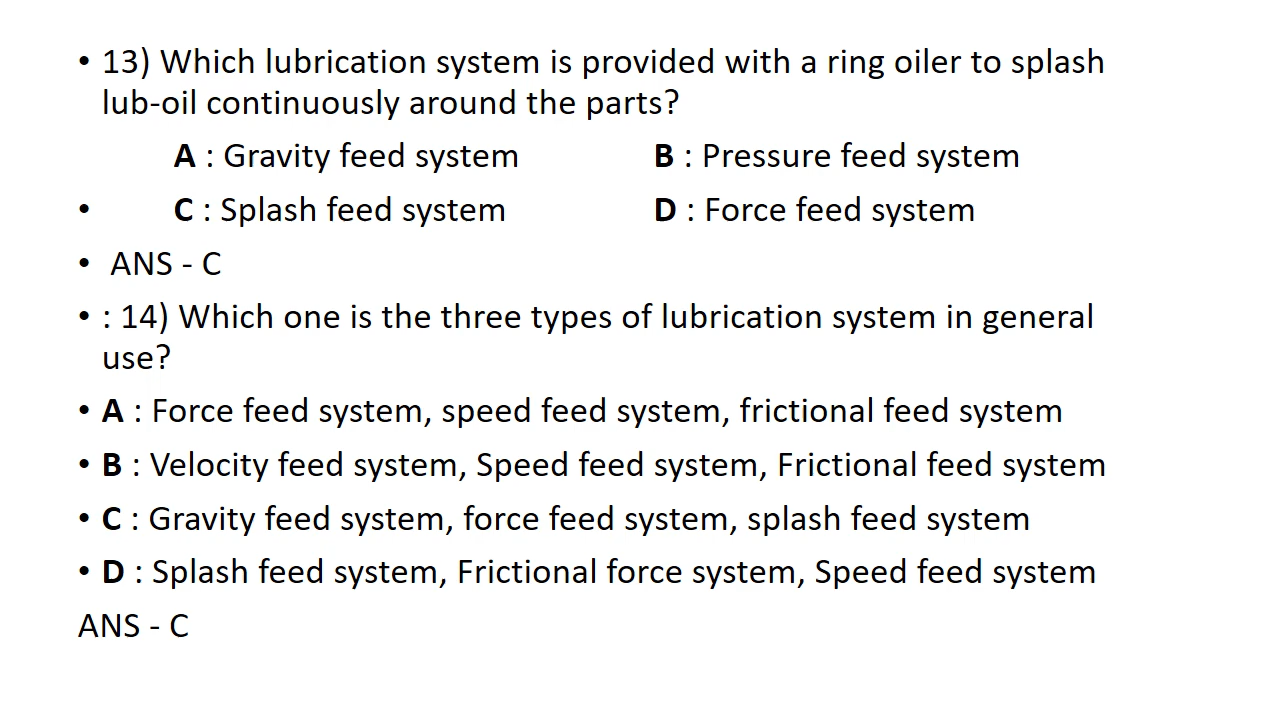 • 13) Which lubrication system is provided with a ring oiler to splash
lub-oil continuously around the parts?
A : Gravity feed system B : Pressure feed system
• C : Splash feed system D : Force feed system
• ANS - C
• : 14) Which one is the three types of lubrication system in general
use?
• A : Force feed system, speed feed system, frictional feed system
• B : Velocity feed system, Speed feed system, Frictional feed system
• C : Gravity feed system, force feed system, splash feed system
• D : Splash feed system, Frictional force system, Speed feed system
ANS - C